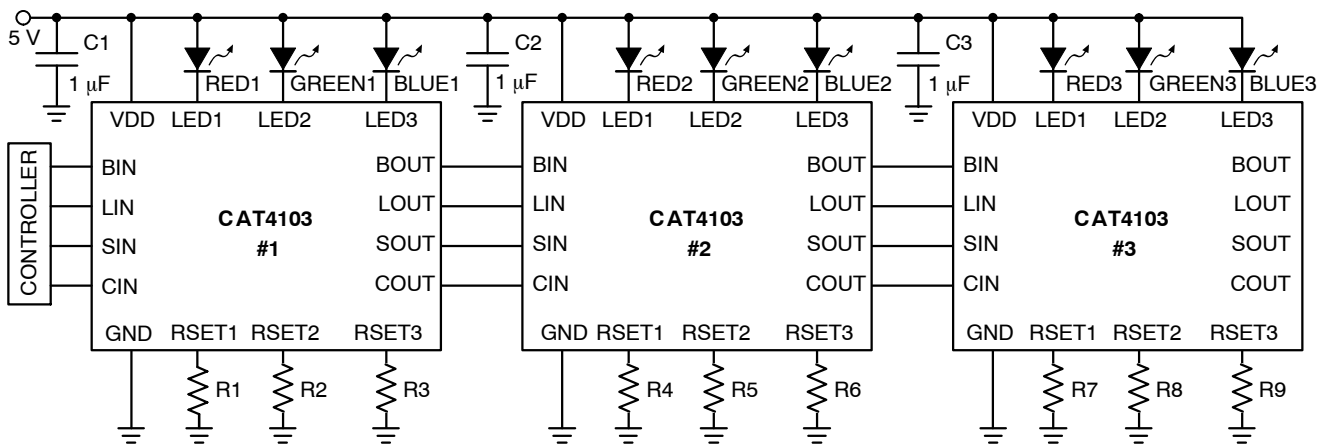 5 V
C1
1 μF
RED1
GREEN1
BLUE1
C2
1 μF
RED2
GREEN2
BLUE2
C3
1 μF
RED3
GREEN3
BLUE3
CONTROLLER
VDD LED1 LED2 LED3
BIN BOUT
LIN LOUT
CAT4103
#1
SIN SOUT
CIN COUT
GND RSET1 RSET2 RSET3
R1 R2 R3
VDD LED1 LED2 LED3
BIN BOUT
LIN LOUT
CAT4103
#2
SIN SOUT
CIN COUT
GND RSET1 RSET2 RSET3
R4 R5 R6
VDD LED1 LED2 LED3
BIN BOUT
LIN LOUT
CAT4103
#3
SIN SOUT
CIN COUT
GND RSET1 RSET2 RSET3
R7 R8 R9